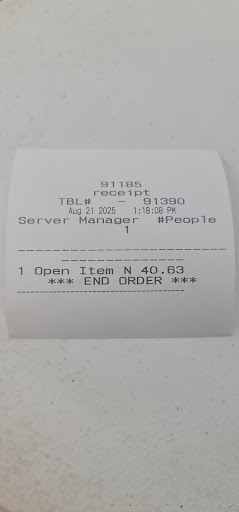 91185
receipt
TBL# - 91390
Aug 21 2025 1:18:08 PM
Server Manager #People
1
---------------------------
----------------
1 Open Item N 40.63
*** END ORDER ***
--------------------------------------